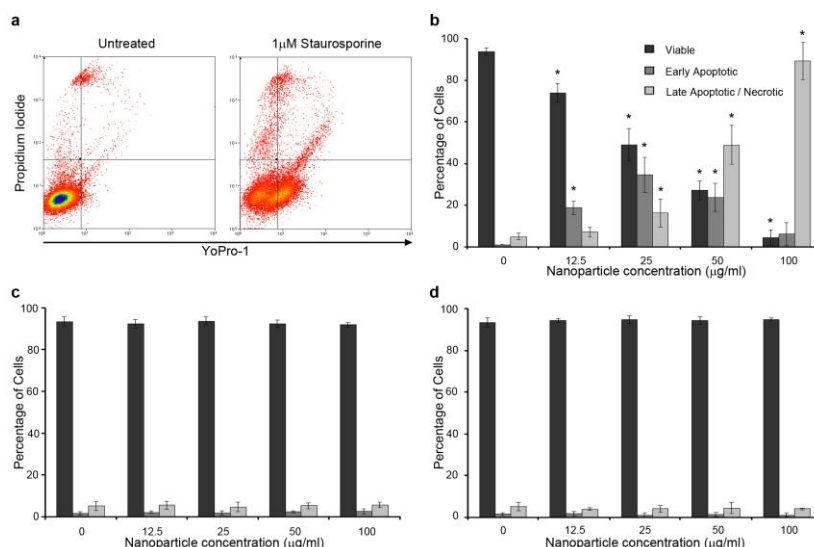 a
Untreated
1μM Staurosporine
Propidium Iodide
YoPro-1
b
Viable
Early Apoptotic
Late Apoptotic / Necrotic
Percentage of Cells
100
80
60
40
20
0
* * * * * * * * * * *
0 12.5 25 50 100
Nanoparticle concentration (μg/ml)
c
Percentage of Cells
100
80
60
40
20
0
0 12.5 25 50 100
Nanoparticle concentration (μg/ml)
d
Percentage of Cells
100
80
60
40
20
0
0 12.5 25 50 100
Nanoparticle concentration (μg/ml)